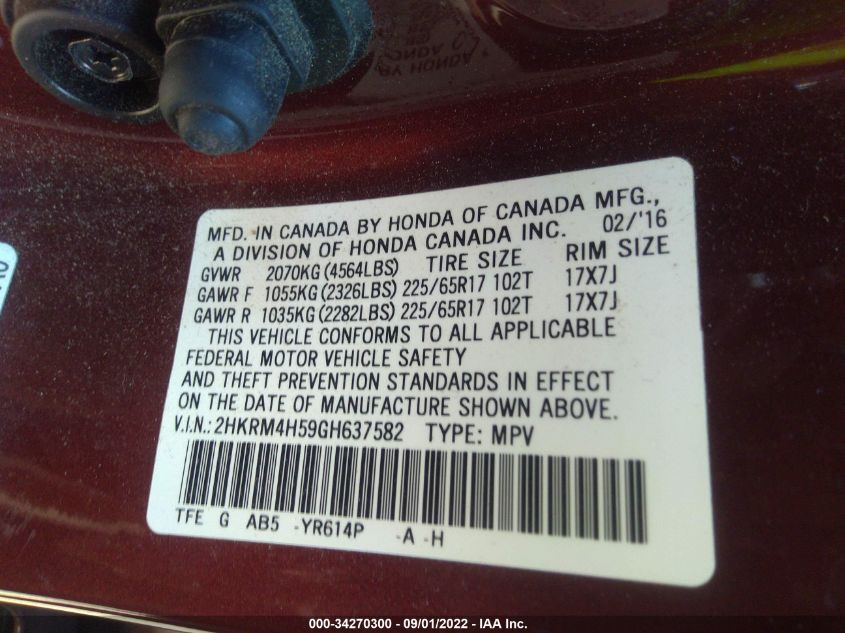 MFD. IN CANADA BY HONDA OF CANADA MFG.,
A DIVISION OF HONDA CANADA INC. 02/'16
GVWR 2070KG (4564LBS) TIRE SIZE RIM SIZE
GAWR F 1055KG (2326LBS) 225/65R17 102T 17X7J
GAWR R 1035KG (2282LBS) 225/65R17 102T 17X7J
THIS VEHICLE CONFORMS TO ALL APPLICABLE
FEDERAL MOTOR VEHICLE SAFETY
AND THEFT PREVENTION STANDARDS IN EFFECT
ON THE DATE OF MANUFACTURE SHOWN ABOVE.
V.I.N.: 2HKRM4H59GH637582 TYPE: MPV
TFE G AB5 -YR614P -A -H
000-34270300 - 09/01/2022 - IAA Inc.